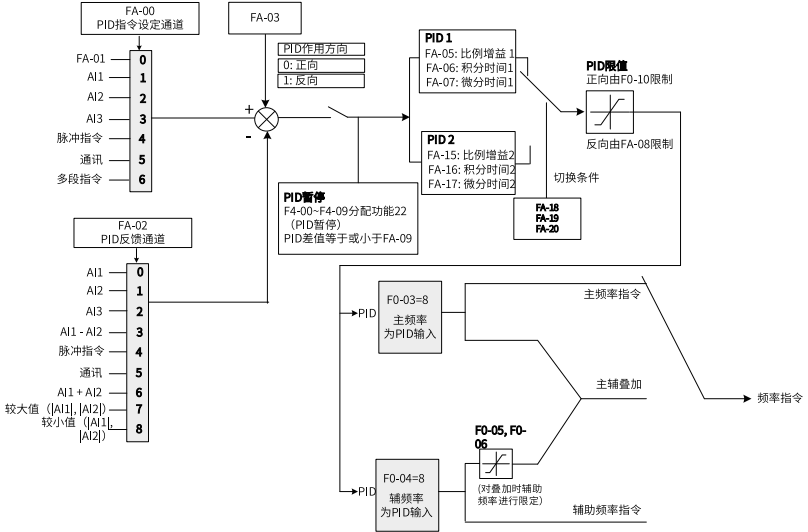 FA-00
PID指令设定通道
FA-01
0
AI1
1
AI2
2
AI3
3
脉冲指令
4
通讯
5
多段指令
6
FA-03
PID作用方向
0: 正向
1: 反向
+
-
PID暂停
F4-00~F4-09分配功能22
(PID暂停)
PID差值等于或小于FA-09
PID 1
FA-05: 比例增益 1
FA-06: 积分时间1
FA-07: 微分时间1
PID 2
FA-15: 比例增益2
FA-16: 积分时间2
FA-17: 微分时间2
切换条件
FA-18
FA-19
FA-20
PID限值
正向由F0-10限制
反向由FA-08限制
FA-02
PID反馈通道
AI1
0
AI2
1
AI3
2
AI1 - AI2
3
脉冲指令
4
通讯
5
AI1 + AI2
6
较大值（|AI1|, |AI2|）
7
较小值（|AI1|,
|AI2|）
8
PID
F0-03=8
主频率
为PID输入
主频率指令
主辅叠加
频率指令
PID
F0-04=8
辅频率
为PID输入
F0-05, F0-
06
(对叠加时辅助
频率进行限定)
辅助频率指令